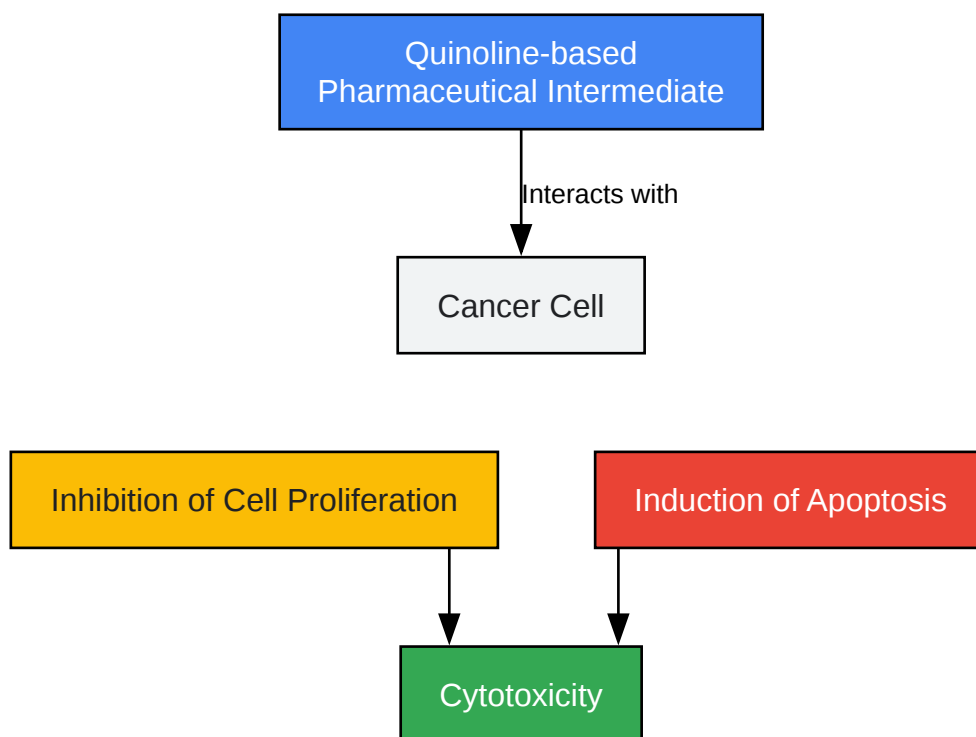 Quinoline-based
Pharmaceutical Intermediate
Interacts with
Cancer Cell
Inhibition of Cell Proliferation
Induction of Apoptosis
Cytotoxicity